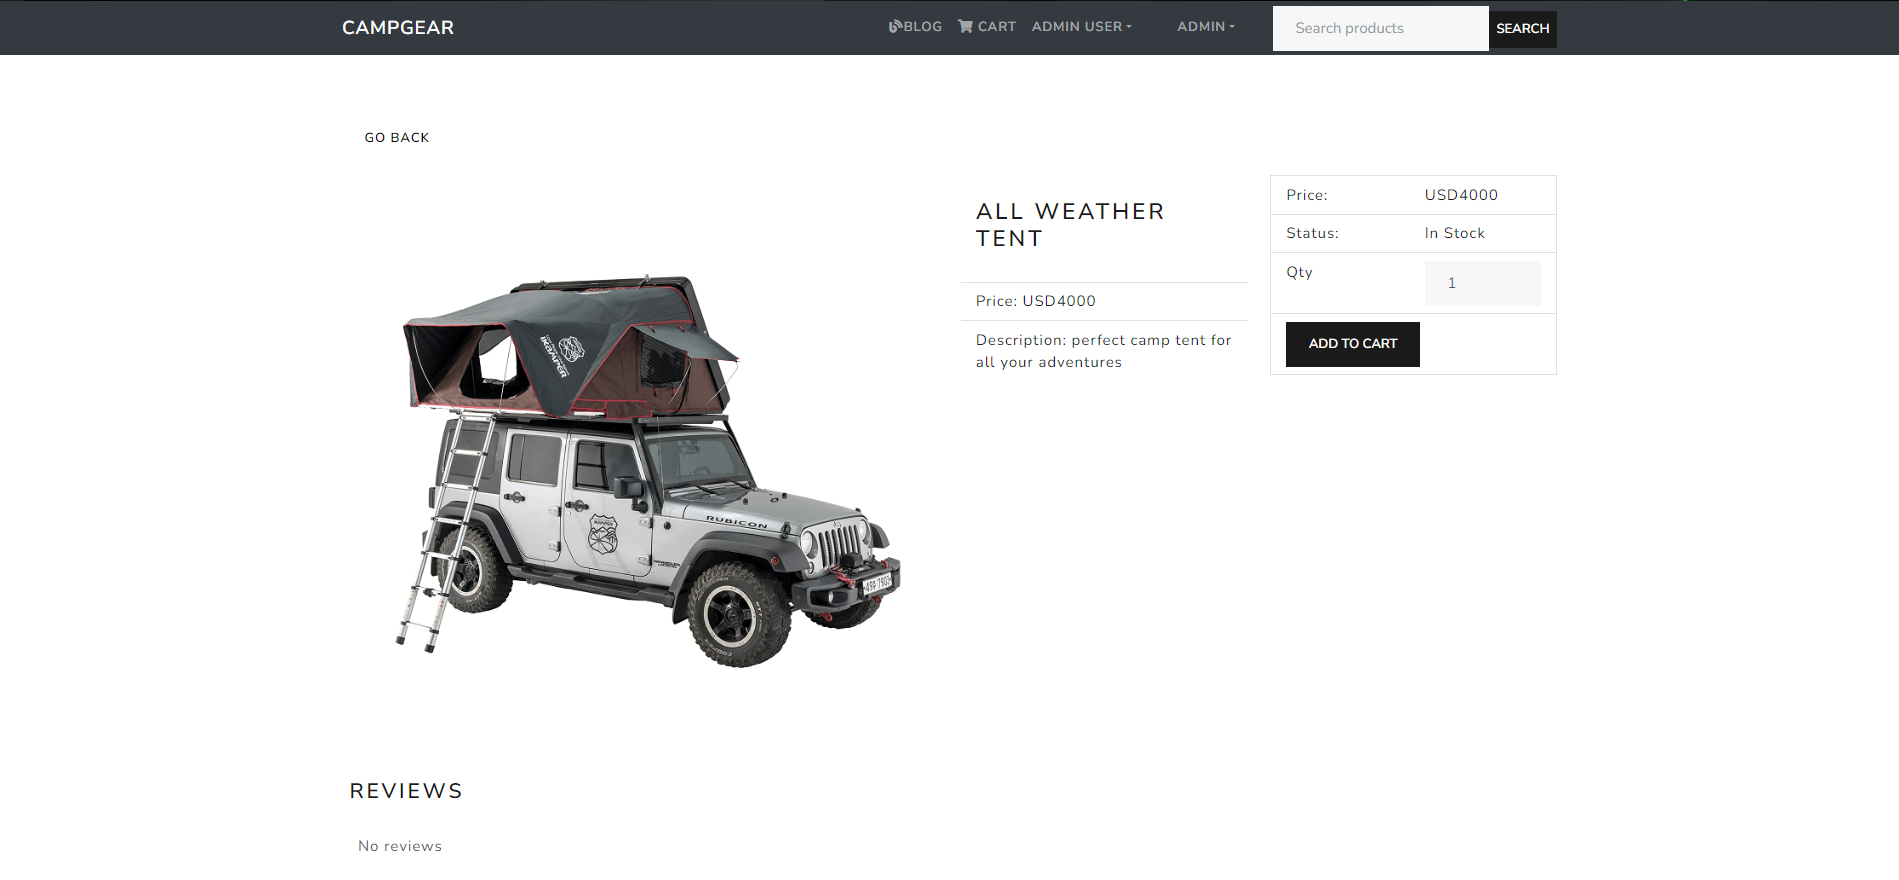 CAMPGEAR
BLOG
CART
ADMIN USER
ADMIN
Search products
SEARCH
GO BACK
ALL WEATHER
TENT
Price: USD4000
Description: perfect camp tent for
all your adventures
Price: USD4000
Status: In Stock
Qty 1
ADD TO CART
iKAMPER
RUBICON
REVIEWS
No reviews